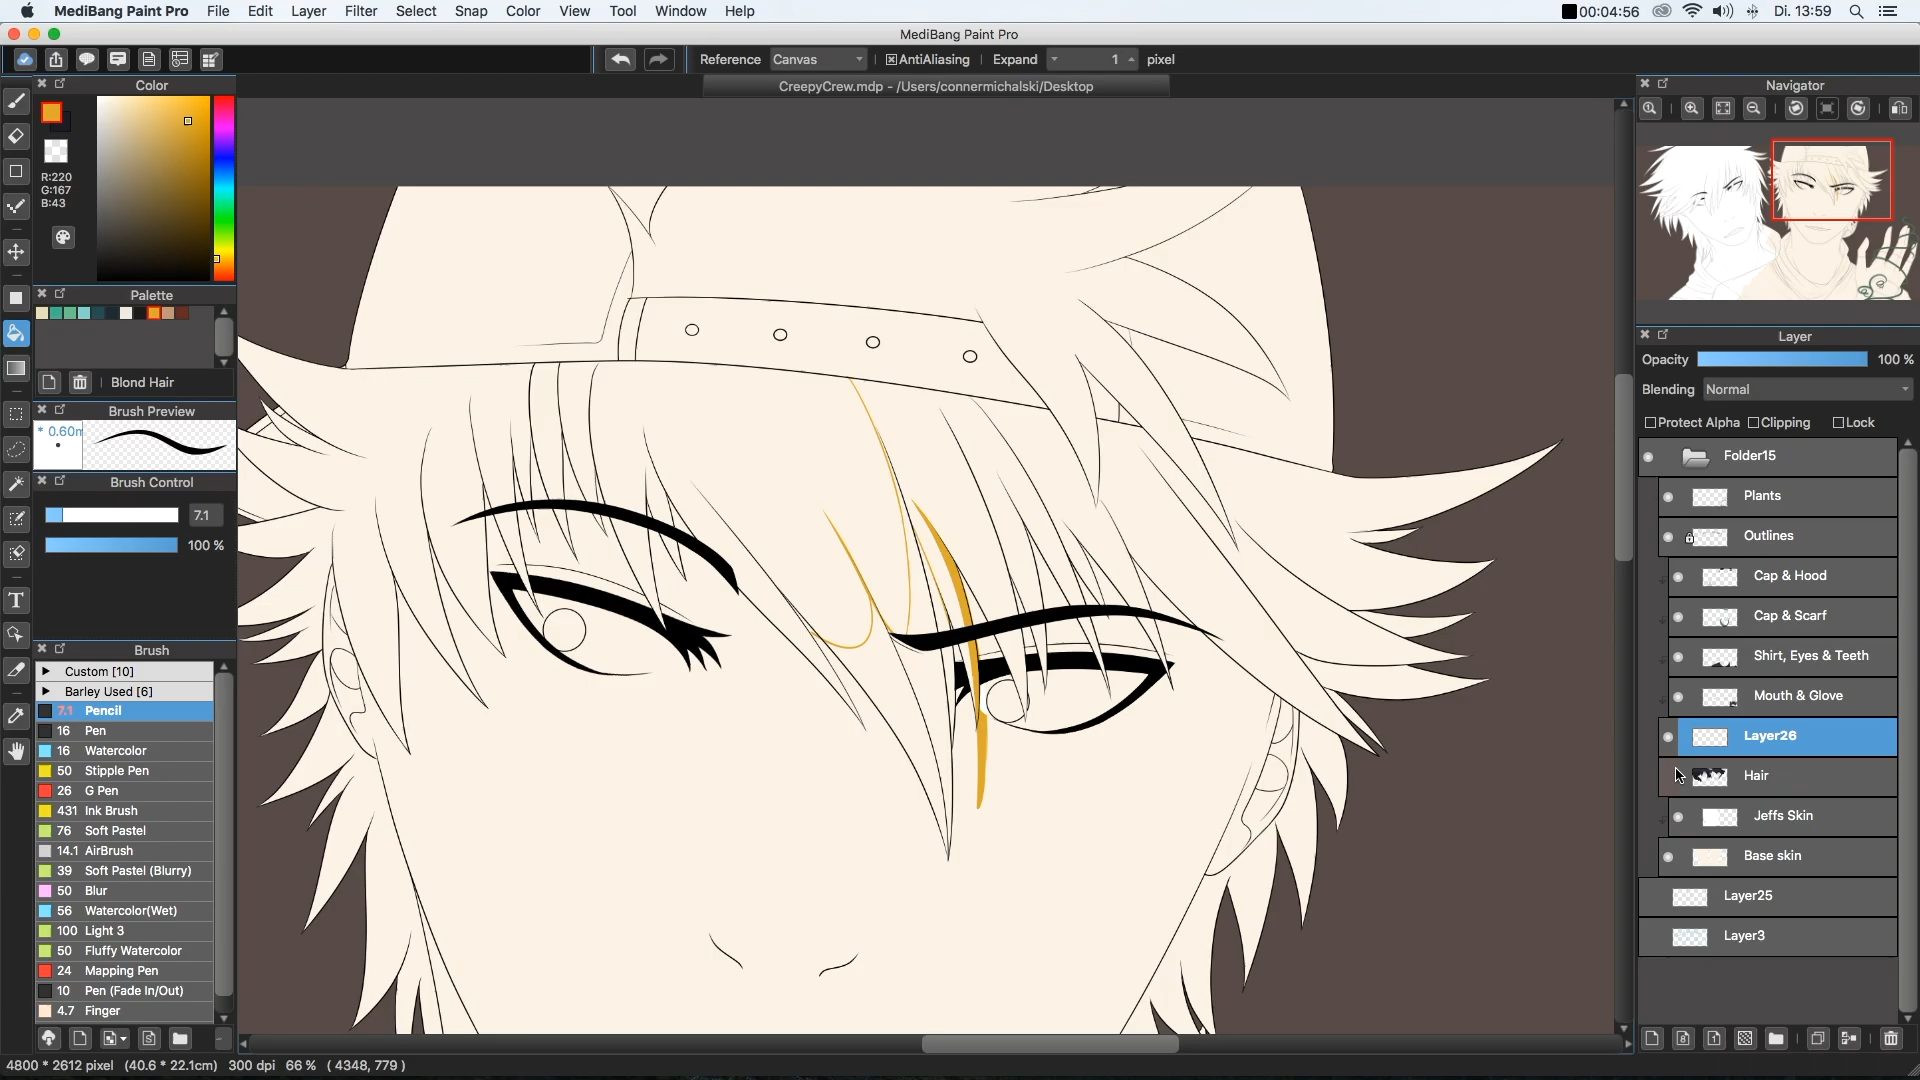 MediBang Paint Pro File Edit Layer Filter Select Snap Color View Tool Window Help 00:04:56 Di. 13:59
MediBang Paint Pro
Reference Canvas AntiAliasing Expand 1 pixel
CreepyCrew.mdp - /Users/connermichalski/Desktop
Color
R:220
G:167
B:43
Palette
Blond Hair
Brush Preview
* 0.60m
Brush Control
7.1
100 %
Brush
Custom [10]
Barley Used [6]
7.1 Pencil
16 Pen
16 Watercolor
50 Stipple Pen
26 G Pen
431 Ink Brush
76 Soft Pastel
14.1 AirBrush
39 Soft Pastel (Blurry)
50 Blur
56 Watercolor(Wet)
100 Light 3
50 Fluffy Watercolor
24 Mapping Pen
10 Pen (Fade In/Out)
4.7 Finger
Navigator
Layer
Opacity 100 %
Blending Normal
Protect Alpha Clipping Lock
Folder15
Plants
Outlines
Cap & Hood
Cap & Scarf
Shirt, Eyes & Teeth
Mouth & Glove
Layer26
Hair
Jeffs Skin
Base skin
Layer25
Layer3
4800 * 2612 pixel (40.6 * 22.1cm) 300 dpi 66 % ( 4348, 779 )